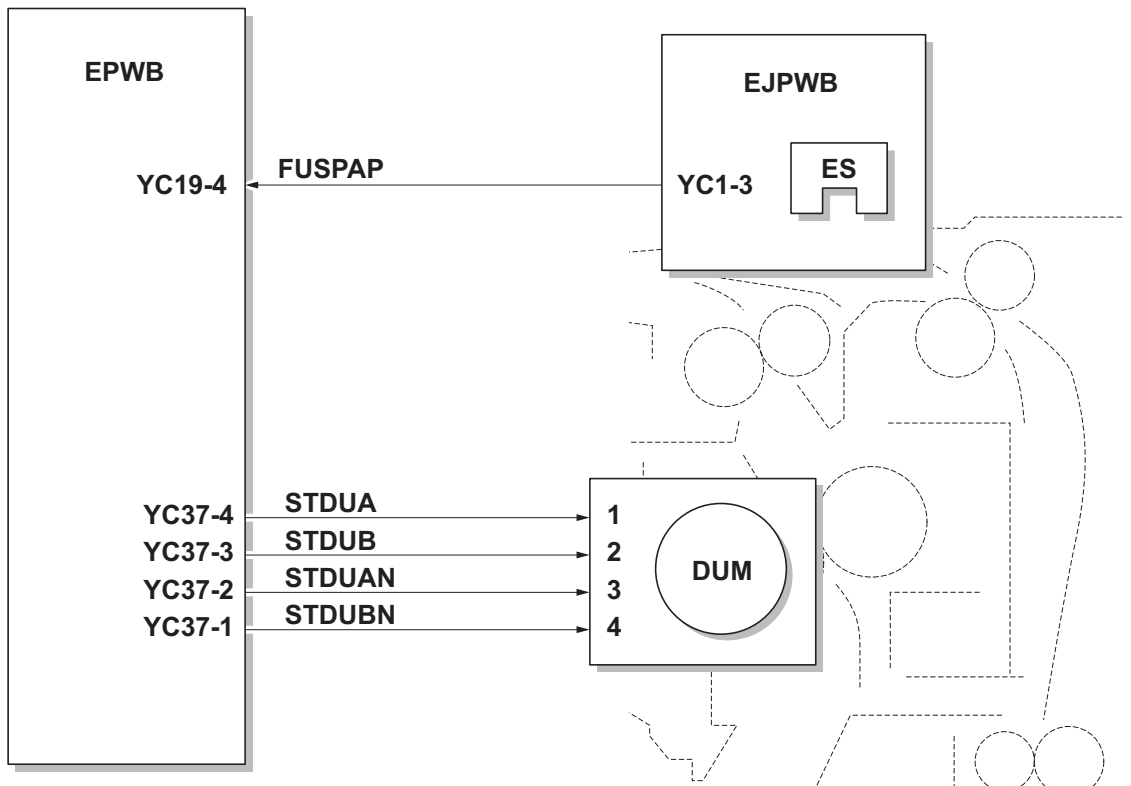 EPWB
EJPWB
ES
YC19-4
FUSPAP
YC1-3
YC37-4
STDUA
1
YC37-3
STDUB
2
YC37-2
STDUAN
3
YC37-1
STDUBN
4
DUM